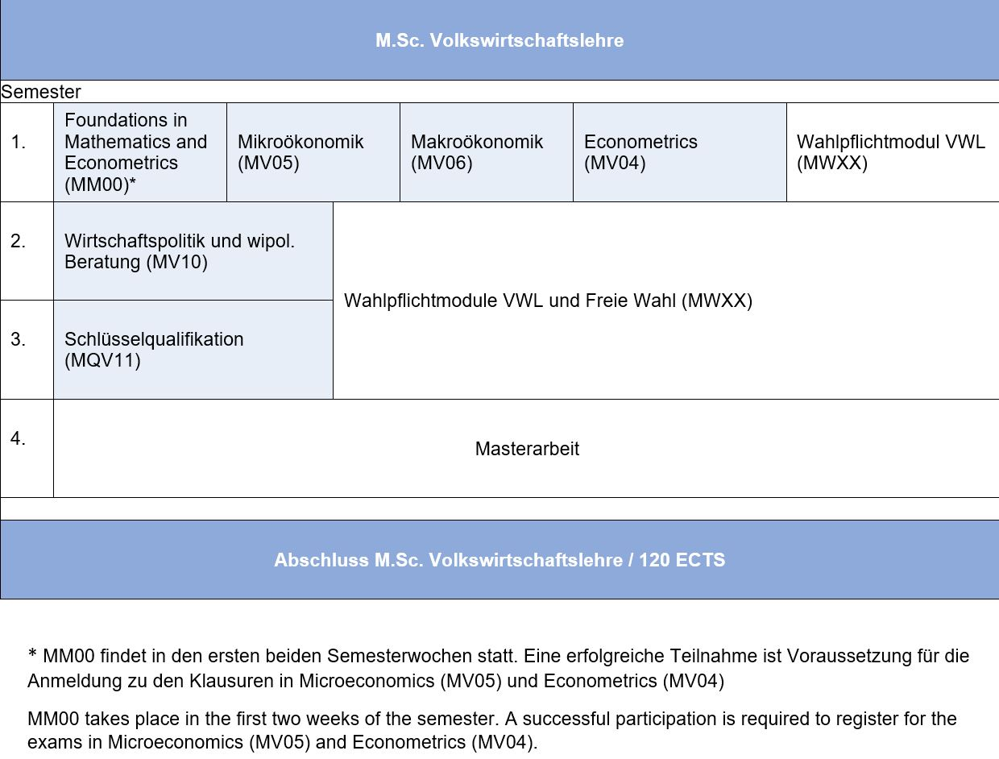 M.Sc. Volkswirtschaftslehre
Semester
1.
Foundations in
Mathematics and
Econometrics
(MM00)*
Mikroökonomik
(MV05)
Makroökonomik
(MV06)
Econometrics
(MV04)
Wahlpflichtmodul VWL
(MWXX)
2.
Wirtschaftspolitik und wipol.
Beratung (MV10)
Wahlpflichtmodule VWL und Freie Wahl (MWXX)
3.
Schlüsselqualifikation
(MQV11)
4.
Masterarbeit
Abschluss M.Sc. Volkswirtschaftslehre / 120 ECTS
* MM00 findet in den ersten beiden Semesterwochen statt. Eine erfolgreiche Teilnahme ist Voraussetzung für die
Anmeldung zu den Klausuren in Microeconomics (MV05) und Econometrics (MV04)
MM00 takes place in the first two weeks of the semester. A successful participation is required to register for the
exams in Microeconomics (MV05) and Econometrics (MV04).